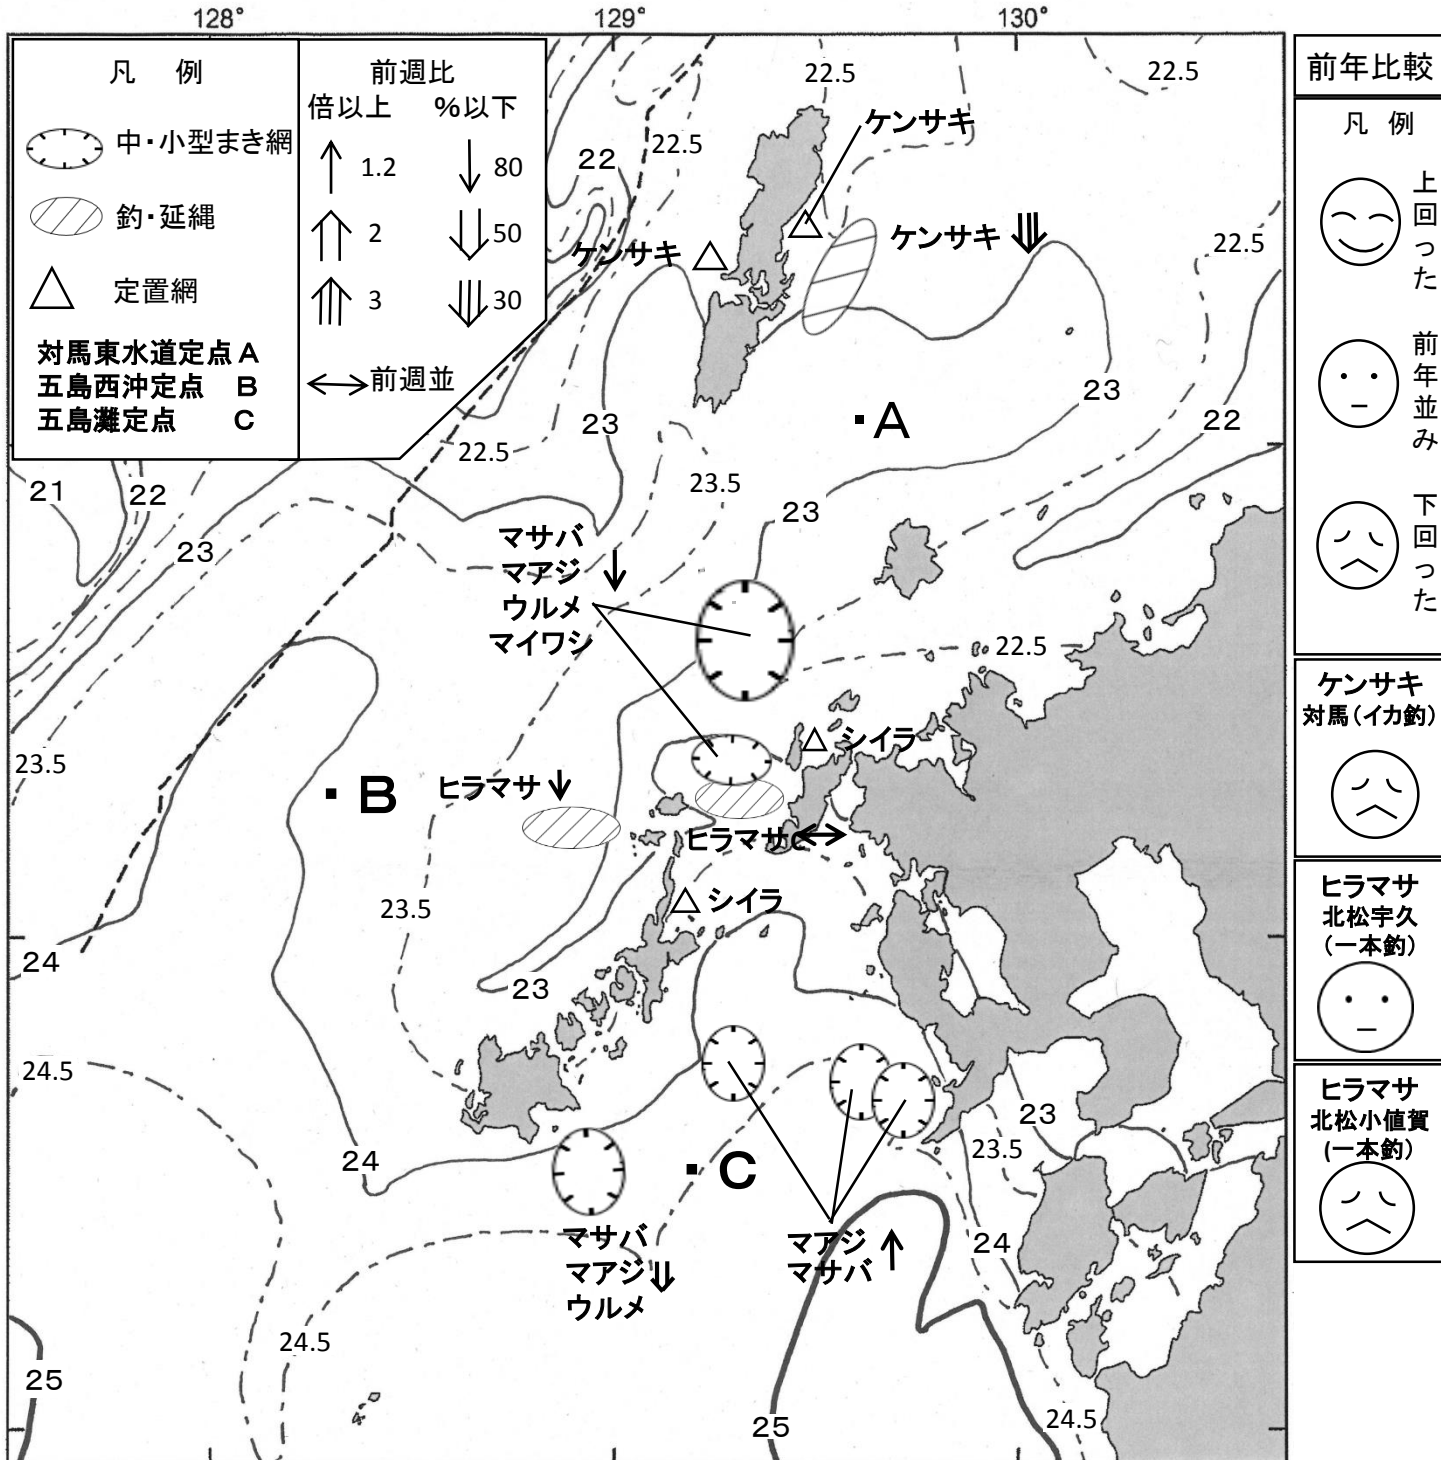 128°
129°
130°
凡 例
中・小型まき網
釣・延縄
定置網
対馬東水道定点 A
五島西沖定点 B
五島灘定点 C
前週比
倍以上 %以下
1.2 80
2 50
3 30
前週並
22.5
22.5
22.5
22
22.5
ケンサキ
ケンサキ
ケンサキ
23
22.5
23
22
A
21
22
23
23.5
23
マサバ
マアジ
ウルメ
マイワシ
22.5
23.5
B
ヒラマサ
シイラ
ヒラマサC
シイラ
23.5
24
23
24.5
24
C
23
23.5
24
マサバ
マアジ
ウルメ
マアジ
マサバ
24.5
25
25
24.5
前年比較
凡 例
上回った
前年並み
下回った
ケンサキ
対馬(イカ釣)
ヒラマサ
北松宇久
(一本釣)
ヒラマサ
北松小値賀
(一本釣)